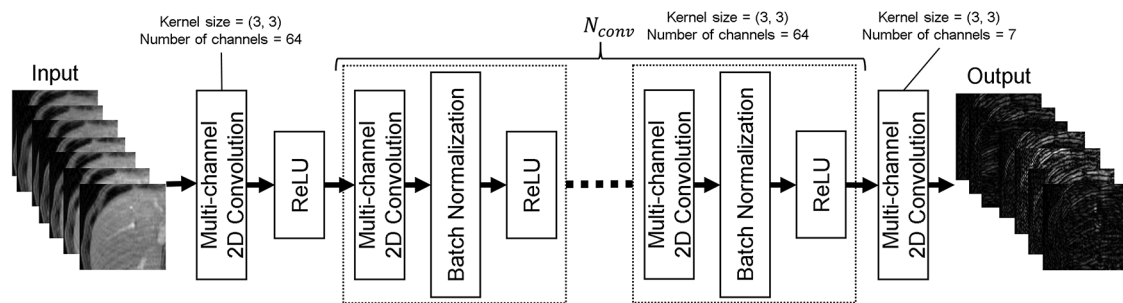 Kernel size = (3, 3)
Number of channels = 64
N_conv
Kernel size = (3, 3)
Number of channels = 64
Kernel size = (3, 3)
Number of channels = 7
Input
Output
Multi-channel
2D Convolution
ReLU
Multi-channel
2D Convolution
Batch Normalization
ReLU
Multi-channel
2D Convolution
Batch Normalization
ReLU
Multi-channel
2D Convolution